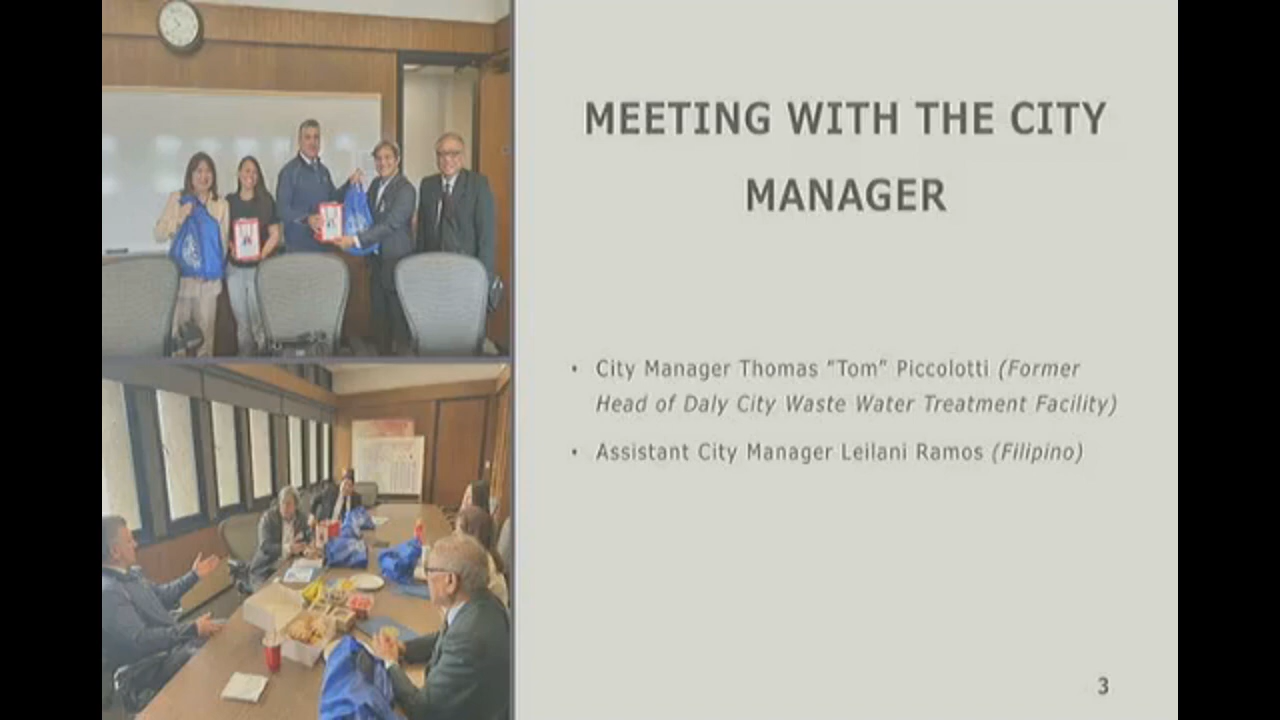 MEETING WITH THE CITY
MANAGER
• City Manager Thomas “Tom” Piccolotti (Former
Head of Daly City Waste Water Treatment Facility)
• Assistant City Manager Leilani Ramos (Filipino)
3